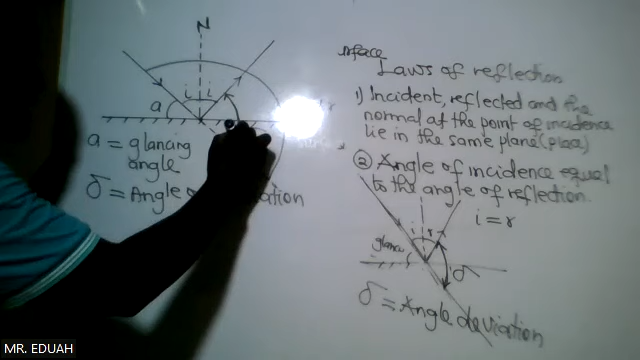 N
i i
a
a = glancing
angle
δ = Angle
Laws of reflection
1) Incident, reflected and the
normal at the point of incidence
lie in the same plane (place)
② Angle of incidence equal
to the angle of reflection.
i = r
i r
δ
δ = Angle deviation
MR. EDUAH